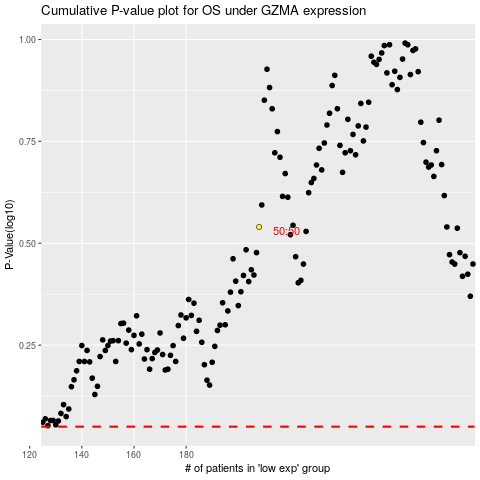 Cumulative P-value plot for OS under GZMA expression
1.00
0.75
0.50
0.25
P-Value(log10)
50:50
120 140 160 180
# of patients in 'low exp' group